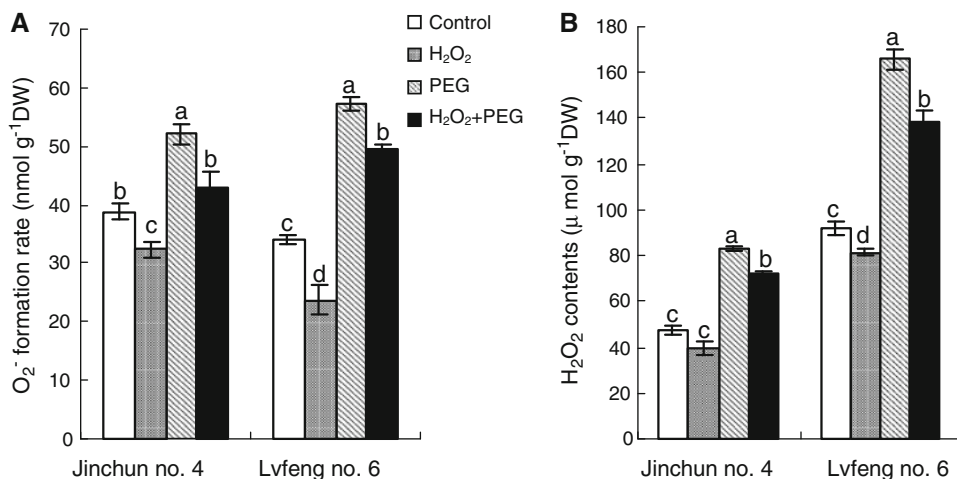 A
O₂⁻ formation rate (nmol g⁻¹DW)
70
60
50
40
30
20
10
0
b
c
a
b
c
d
a
b
Jinchun no. 4
Lvfeng no. 6
Control
H₂O₂
PEG
H₂O₂+PEG
B
H₂O₂ contents (μ mol g⁻¹DW)
180
160
140
120
100
80
60
40
20
0
c
c
a
b
c
d
a
b
Jinchun no. 4
Lvfeng no. 6